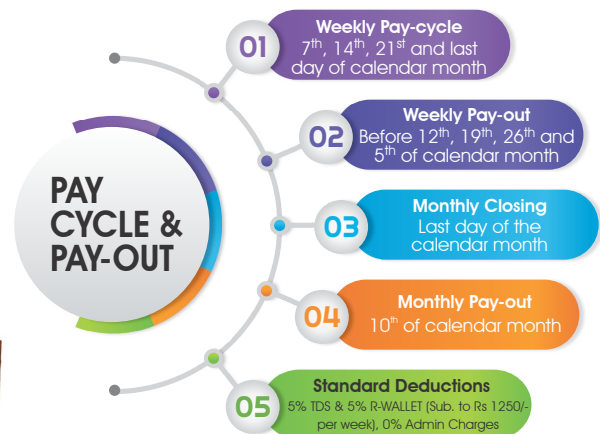 PAY
CYCLE &
PAY-OUT
01
Weekly Pay-cycle
7th, 14th, 21st and last
day of calendar month
02
Weekly Pay-out
Before 12th, 19th, 26th and
5th of calendar month
03
Monthly Closing
Last day of the
calendar month
04
Monthly Pay-out
10th of calendar month
05
Standard Deductions
5% TDS & 5% R-WALLET (Sub. to Rs 1250/-
per week), 0% Admin Charges